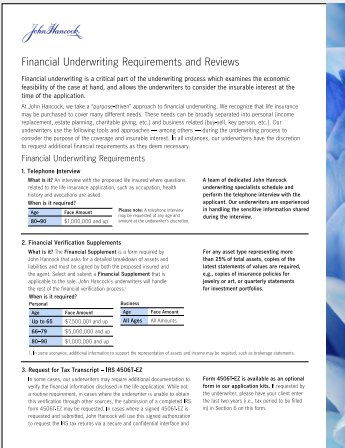 John Hancock
Financial Underwriting Requirements and Reviews
Financial underwriting is a critical part of the underwriting process which examines the economic
feasibility of the case at hand, and allows the underwriters to consider the insurable interest at the
time of the application.
At John Hancock, we take a "purpose-driven" approach to financial underwriting. We recognize that life insurance
may be purchased to cover many different needs. These needs can be broadly separated into personal (income
replacement, estate planning, charitable giving, etc.) and business related (buy-sell, key person, etc.). Our
underwriters use the following tools and approaches — among others — during the underwriting process to
consider the purpose of the coverage and insurable interest. In all instances, our underwriters have the discretion
to request additional financial requirements as they deem necessary.
Financial Underwriting Requirements
1. Telephone Interview
What is it? An interview with the proposed life insured where questions
related to the life insurance application, such as occupation, health
history and avocations are asked.
When is it required?
Age Face Amount
80–90 $1,000,000 and up
Please note: A telephone interview
may be requested at any age and
amount at the underwriter's discretion.
A team of dedicated John Hancock
underwriting specialists schedule and
perform the telephone interview with the
applicant. Our underwriters are experienced
in handling the sensitive information shared
during the interview.
2. Financial Verification Supplements
What is it? The Financial Supplement is a form required by
John Hancock that asks for a detailed breakdown of assets and
liabilities and must be signed by both the proposed insured and
the agent. Select and submit a Financial Supplement that is
applicable to the sale. John Hancock's underwriters will handle
the rest of the financial verification process.¹
When is it required?
Personal
Age Face Amount
Up to 65 $7,500,001 and up
66–79 $5,000,001 and up
80–90 $1,000,001 and up
Business
Age Face Amount
All Ages All Amounts
For any asset type representing more
than 25% of total assets, copies of the
latest statements of values are required,
e.g., copies of insurance policies for
jewelry or art, or quarterly statements
for investment portfolios.
1. In some scenarios, additional information to support the representation of assets and income may be required, such as brokerage statements.
3. Request for Tax Transcript – IRS 4506T-EZ
In some cases, our underwriters may require additional documentation to
verify the financial information disclosed in the life application. While not
a routine requirement, in cases where the underwriter is unable to obtain
this verification through other sources, the submission of a completed IRS
form 4506T-EZ may be requested. In cases where a signed 4506T-EZ is
requested and submitted, John Hancock will select the authorized option
to request the IRS tax returns via a secure and confidential interface and
Form 4506T-EZ is available as an optional
form in our application kits. If requested by
the underwriter, please have your client enter
the last two years (i.e., tax period to be filled
in) in Section 6 on this form.